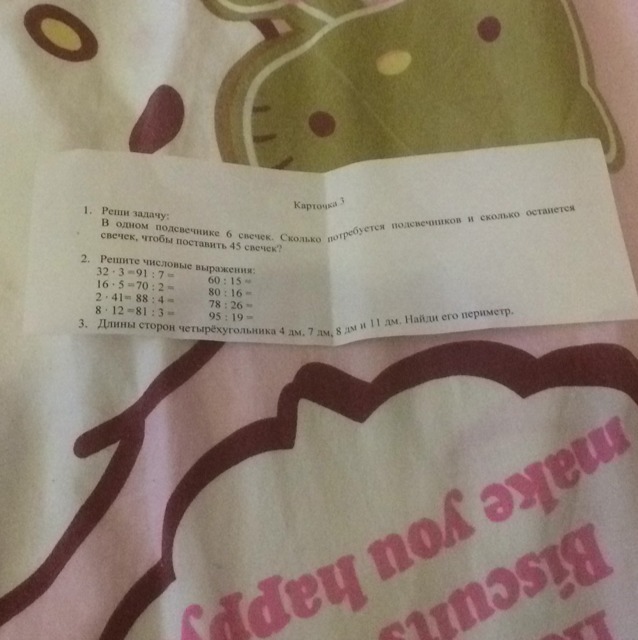 Карточка 3
1. Реши задачу:
В одном подсвечнике 6 свечек. Сколько потребуется подсвечников и сколько останется
свечек, чтобы поставить 45 свечек?
2. Решите числовые выражения:
32 · 3 =91 : 7 = 60 : 15 =
16 · 5 =70 : 2 = 80 : 16 =
2 · 41= 88 : 4 = 78 : 26 =
8 · 12 =81 : 3 = 95 : 19 =
3. Длины сторон четырёхугольника 4 дм, 7 дм, 8 дм и 11 дм. Найди его периметр.
make you happy
Biscuits